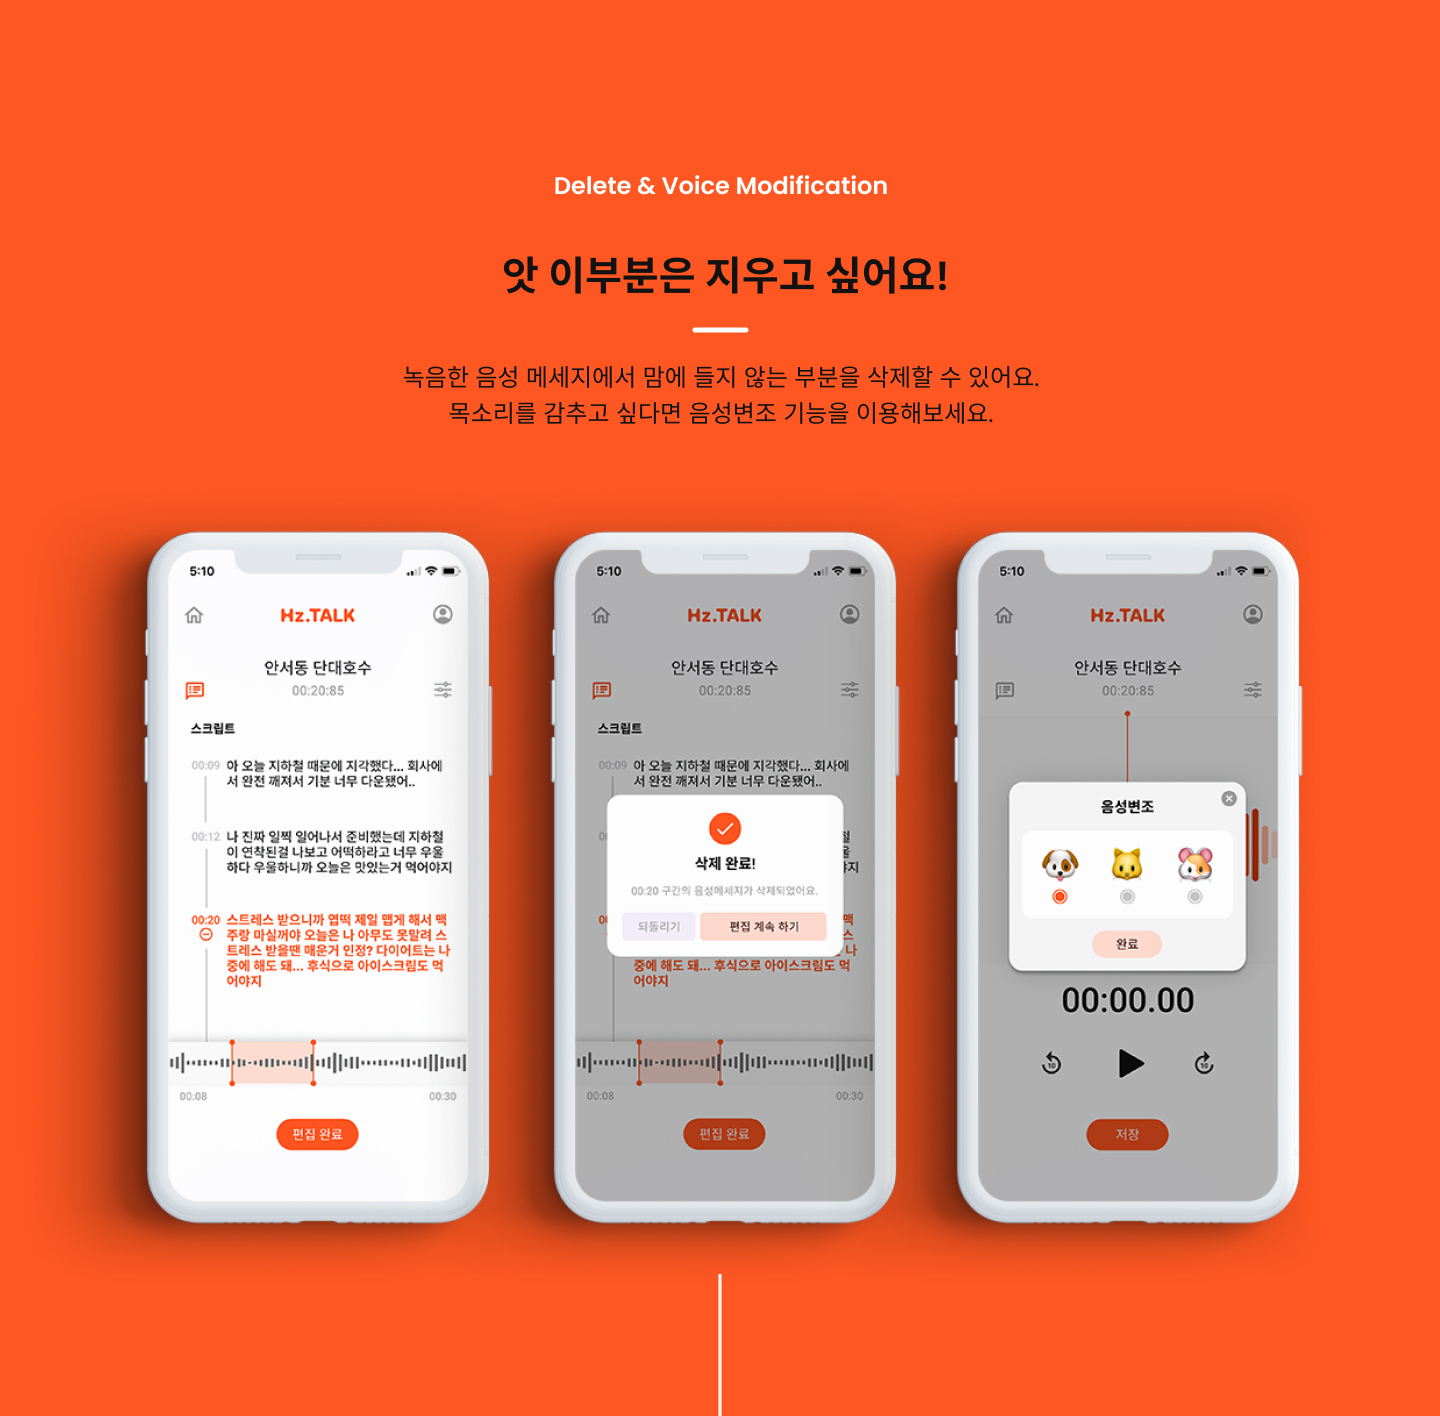 Delete & Voice Modification
앗 이부분은 지우고 싶어요!
녹음한 음성 메세지에서 맘에 들지 않는 부분을 삭제할 수 있어요.
목소리를 감추고 싶다면 음성변조 기능을 이용해보세요.
5:10
Hz.TALK
안서동 단대호수
00:20:85
스크립트
00:09 아 오늘 지하철 때문에 지각했다... 회사에
서 완전 깨져서 기분 너무 다운됐어..
00:12 나 진짜 일찍 일어나서 준비했는데 지하철
이 연착된걸 나보고 어떡하라고 너무 우울
하다 우울하니까 오늘은 맛있는거 먹어야지
00:20 스트레스 받으니까 엽떡 제일 맵게 해서 맥
주랑 마실꺼야 오늘은 나 아무도 못말려 스
트레스 받을땐 매운거 인정? 다이어트는 나
중에 해도 돼... 후식으로 아이스크림도 먹
어야지
00:08 00:30
편집 완료
5:10
Hz.TALK
안서동 단대호수
00:20:85
스크립트
00:09 아 오늘 지하철 때문에 지각했다... 회사에
서 완전 깨져서 기분 너무 다운됐어..
삭제 완료!
00:20 구간의 음성메세지가 삭제되었어요.
되돌리기 편집 계속 하기
중에 해도 돼... 후식으로 아이스크림도 먹
어야지
00:08 00:30
편집 완료
5:10
Hz.TALK
안서동 단대호수
00:20:85
음성변조
완료
00:00.00
10 10
저장